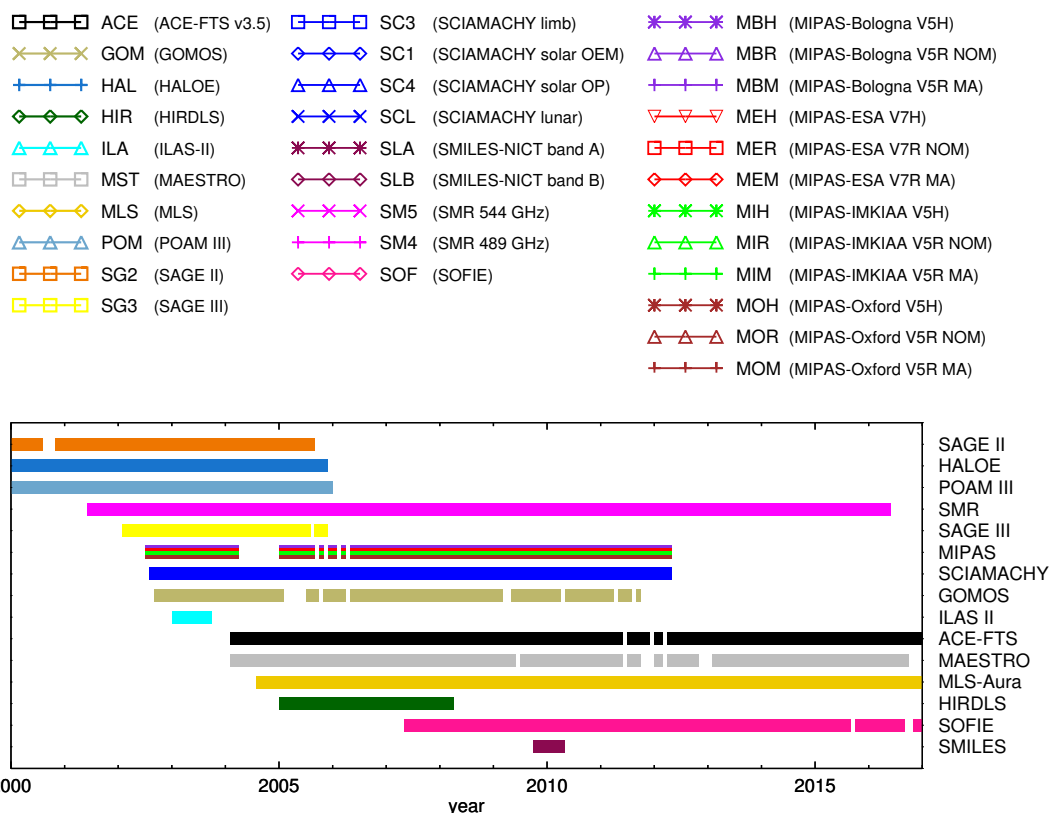 ACE (ACE-FTS v3.5)
GOM (GOMOS)
HAL (HALOE)
HIR (HIRDLS)
ILA (ILAS-II)
MST (MAESTRO)
MLS (MLS)
POM (POAM III)
SG2 (SAGE II)
SG3 (SAGE III)
SC3 (SCIAMACHY limb)
SC1 (SCIAMACHY solar OEM)
SC4 (SCIAMACHY solar OP)
SCL (SCIAMACHY lunar)
SLA (SMILES-NICT band A)
SLB (SMILES-NICT band B)
SM5 (SMR 544 GHz)
SM4 (SMR 489 GHz)
SOF (SOFIE)
MBH (MIPAS-Bologna V5H)
MBR (MIPAS-Bologna V5R NOM)
MBM (MIPAS-Bologna V5R MA)
MEH (MIPAS-ESA V7H)
MER (MIPAS-ESA V7R NOM)
MEM (MIPAS-ESA V7R MA)
MIH (MIPAS-IMKIAA V5H)
MIR (MIPAS-IMKIAA V5R NOM)
MIM (MIPAS-IMKIAA V5R MA)
MOH (MIPAS-Oxford V5H)
MOR (MIPAS-Oxford V5R NOM)
MOM (MIPAS-Oxford V5R MA)
SAGE II
HALOE
POAM III
SMR
SAGE III
MIPAS
SCIAMACHY
GOMOS
ILAS II
ACE-FTS
MAESTRO
MLS-Aura
HIRDLS
SOFIE
SMILES
000 2005 2010 2015
year